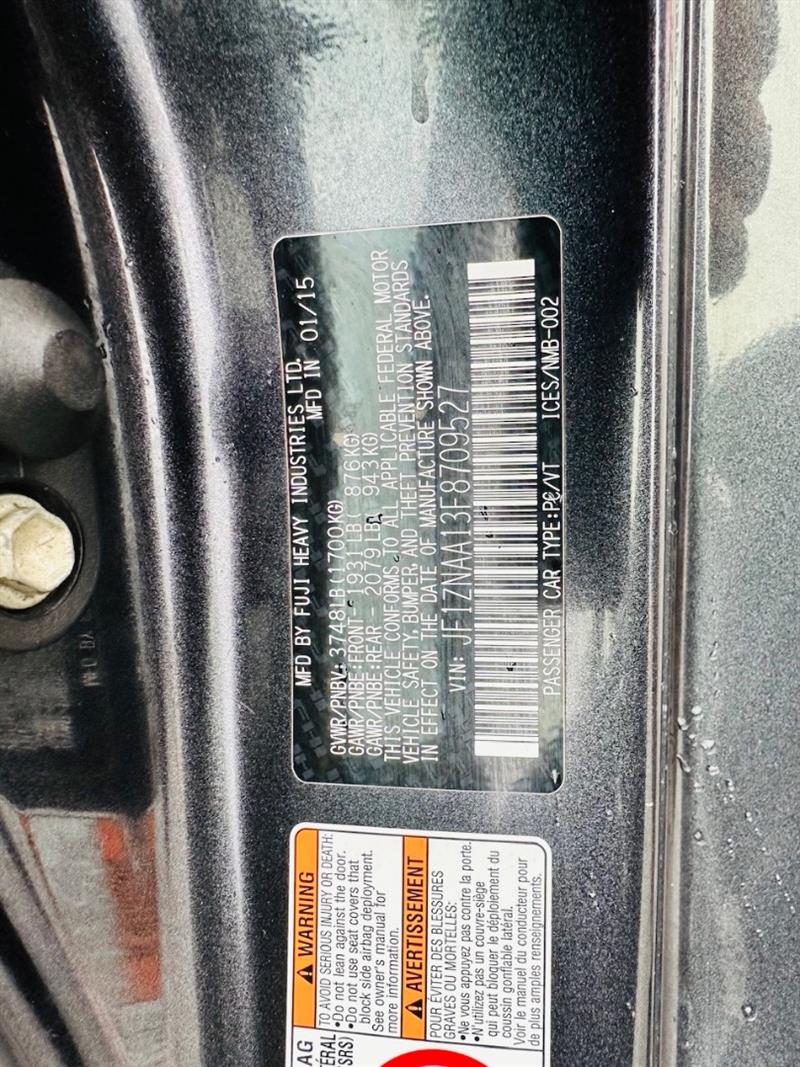 MFD BY FUJI HEAVY INDUSTRIES LTD.
MFD IN 01/15
GVWR/PNBV: 3748LB(1700KG)
GAWR/PNBE:FRONT- 1931LB( 876KG)
GAWR/PNBE:REAR 2079LB( 943KG)
THIS VEHICLE CONFORMS TO ALL APPLICABLE FEDERAL MOTOR
VEHICLE SAFETY, BUMPER, AND THEFT PREVENTION STANDARDS
IN EFFECT ON THE DATE OF MANUFACTURE SHOWN ABOVE.
VIN: JF1ZNAA13F8709527
PASSENGER CAR TYPE:PC/VT ICES/NMB-002
WARNING
TO AVOID SERIOUS INJURY OR DEATH:
•Do not lean against the door.
•Do not use seat covers that
block side airbag deployment.
See owner's manual for
more information.
AVERTISSEMENT
POUR ÉVITER DES BLESSURES
GRAVES OU MORTELLES:
•Ne vous appuyez pas contre la porte.
•N'utilisez pas un couvre-siège
qui peut bloquer le déploiement du
coussin gonflable latéral.
Voir le manuel du conducteur pour
de plus amples renseignements.